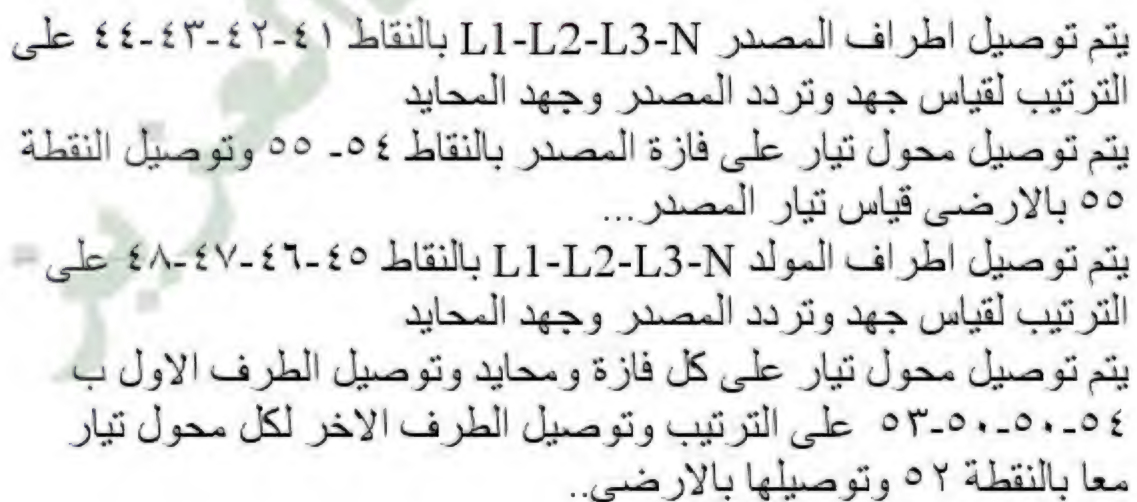 يتم توصيل اطراف المصدر L1-L2-L3-N بالنقاط ٤١-٤٢-٤٣-٤٤ على
الترتيب لقياس جهد وتردد المصدر وجهد المحايد
يتم توصيل محول تيار على فازة المصدر بالنقاط ٥٤- ٥٥ وتوصيل النقطة
٥٥ بالارضى قياس تيار المصدر...
يتم توصيل اطراف المولد L1-L2-L3-N بالنقاط ٤٥-٤٦-٤٧-٤٨ على
الترتيب لقياس جهد وتردد المصدر وجهد المحايد
يتم توصيل محول تيار على كل فازة ومحايد وتوصيل الطرف الاول ب
٥٤-٥٠-٥٠-٥٣ على الترتيب وتوصيل الطرف الاخر لكل محول تيار
معا بالنقطة ٥٢ وتوصيلها بالارضي..